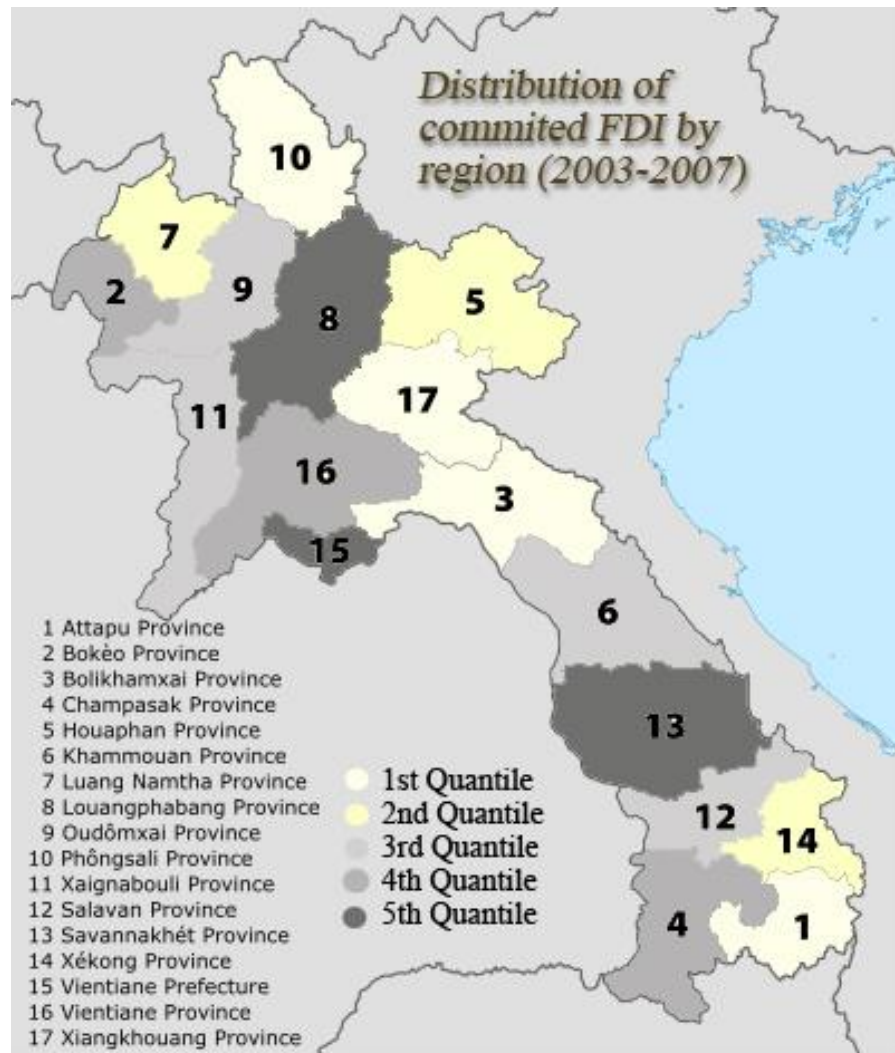 Distribution of
commited FDI by
region (2003-2007)
10
7
2
9
8
5
17
11
16
3
15
6
13
12
14
4
1
1 Attapu Province
2 Bokèo Province
3 Bolikhamxai Province
4 Champasak Province
5 Houaphan Province
6 Khammouan Province
7 Luang Namtha Province
8 Louangphabang Province
9 Oudômxai Province
10 Phôngsali Province
11 Xaignabouli Province
12 Salavan Province
13 Savannakhét Province
14 Xékong Province
15 Vientiane Prefecture
16 Vientiane Province
17 Xiangkhouang Province
1st Quantile
2nd Quantile
3rd Quantile
4th Quantile
5th Quantile